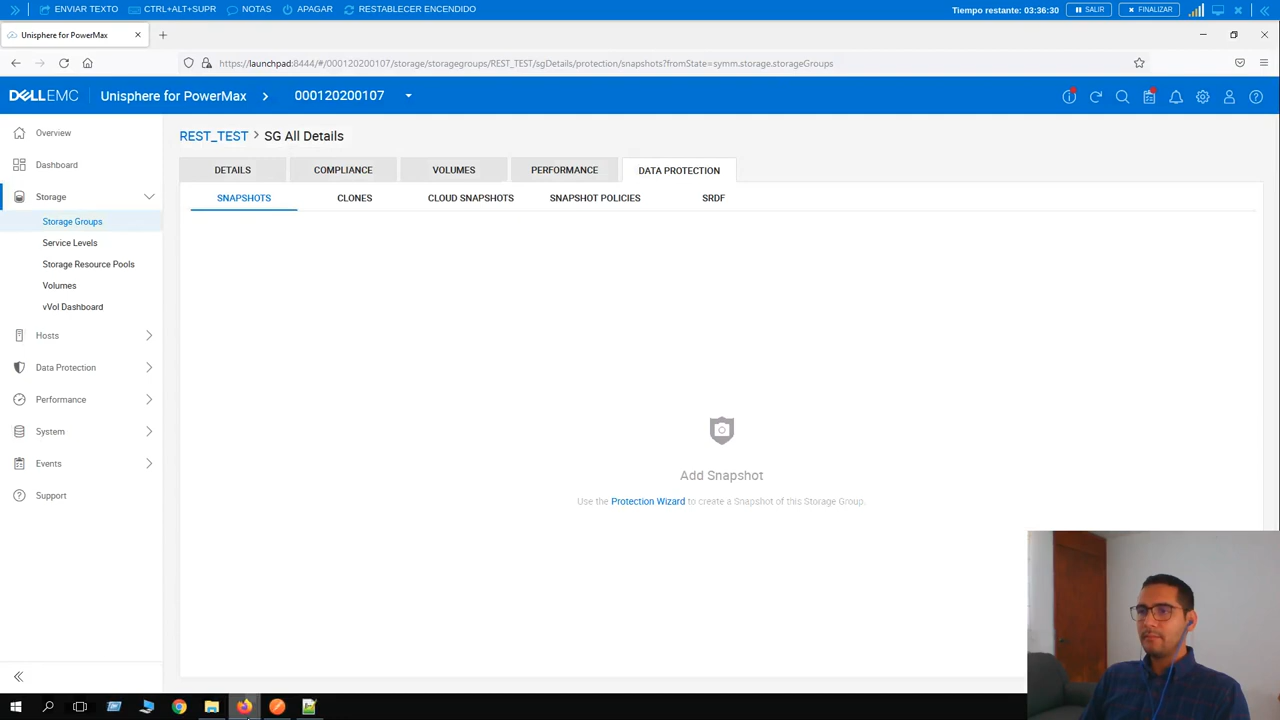 ENVIAR TEXTO CTRL+ALT+SUPR NOTAS APAGAR RESTABLECER ENCENDIDO Tiempo restante: 03:36:30 SALIR FINALIZAR
Unisphere for PowerMax
https://launchpad:8444/#/000120200107/storage/storagegroups/REST_TEST/sgDetails/protection/snapshots?fromState=symm.storage.storageGroups
DELLEMC Unisphere for PowerMax 000120200107
Overview
Dashboard
Storage
Storage Groups
Service Levels
Storage Resource Pools
Volumes
vVol Dashboard
Hosts
Data Protection
Performance
System
Events
Support
REST_TEST > SG All Details
DETAILS COMPLIANCE VOLUMES PERFORMANCE DATA PROTECTION
SNAPSHOTS CLONES CLOUD SNAPSHOTS SNAPSHOT POLICIES SRDF
Add Snapshot
Use the Protection Wizard to create a Snapshot of this Storage Group.